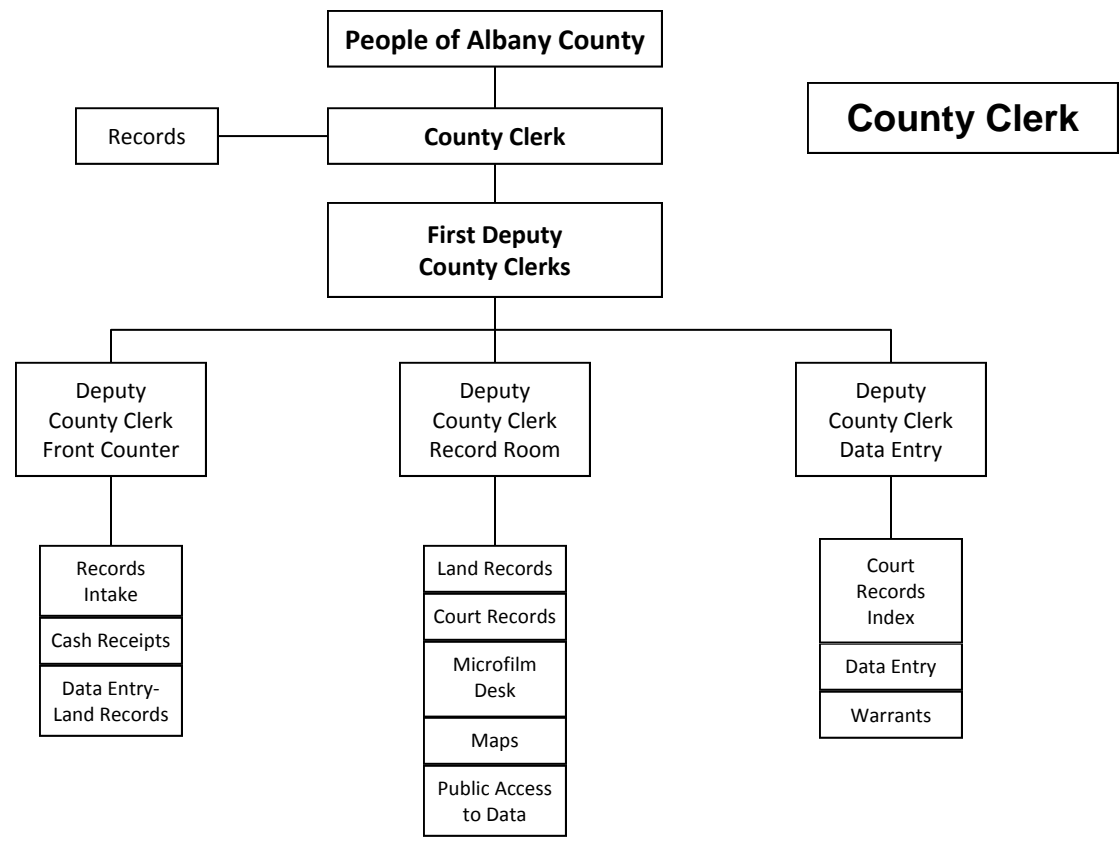 People of Albany County
County Clerk
Records
County Clerk
First Deputy
County Clerks
Deputy
County Clerk
Front Counter
Deputy
County Clerk
Record Room
Deputy
County Clerk
Data Entry
Records
Intake
Cash Receipts
Data Entry-
Land Records
Land Records
Court Records
Microfilm
Desk
Maps
Public Access
to Data
Court
Records
Index
Data Entry
Warrants